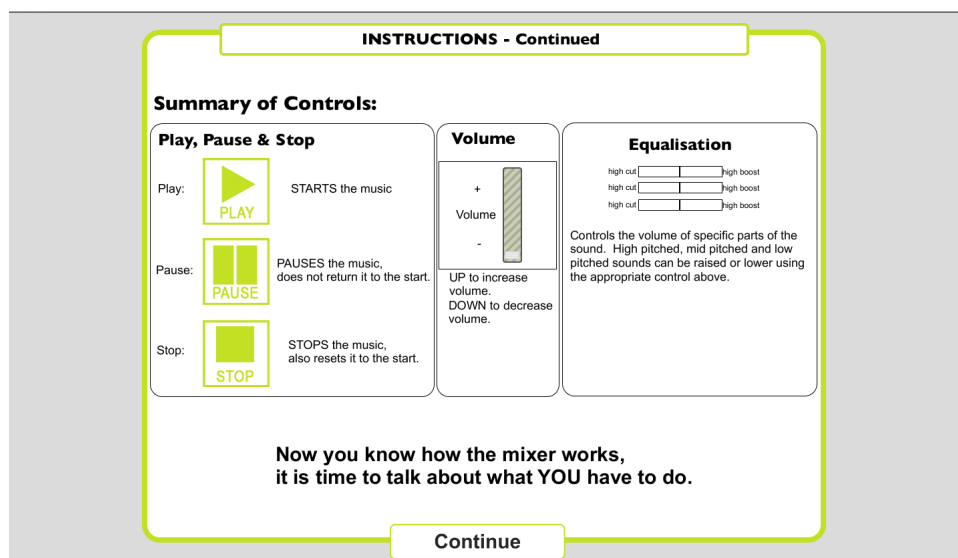 INSTRUCTIONS - Continued
Summary of Controls:
Play, Pause & Stop
Play:
PLAY
STARTS the music
Pause:
PAUSE
PAUSES the music,
does not return it to the start.
Stop:
STOP
STOPS the music,
also resets it to the start.
Volume
+
Volume
-
UP to increase
volume.
DOWN to decrease
volume.
Equalisation
high cut high boost
high cut high boost
high cut high boost
Controls the volume of specific parts of the
sound. High pitched, mid pitched and low
pitched sounds can be raised or lower using
the appropriate control above.
Now you know how the mixer works,
it is time to talk about what YOU have to do.
Continue